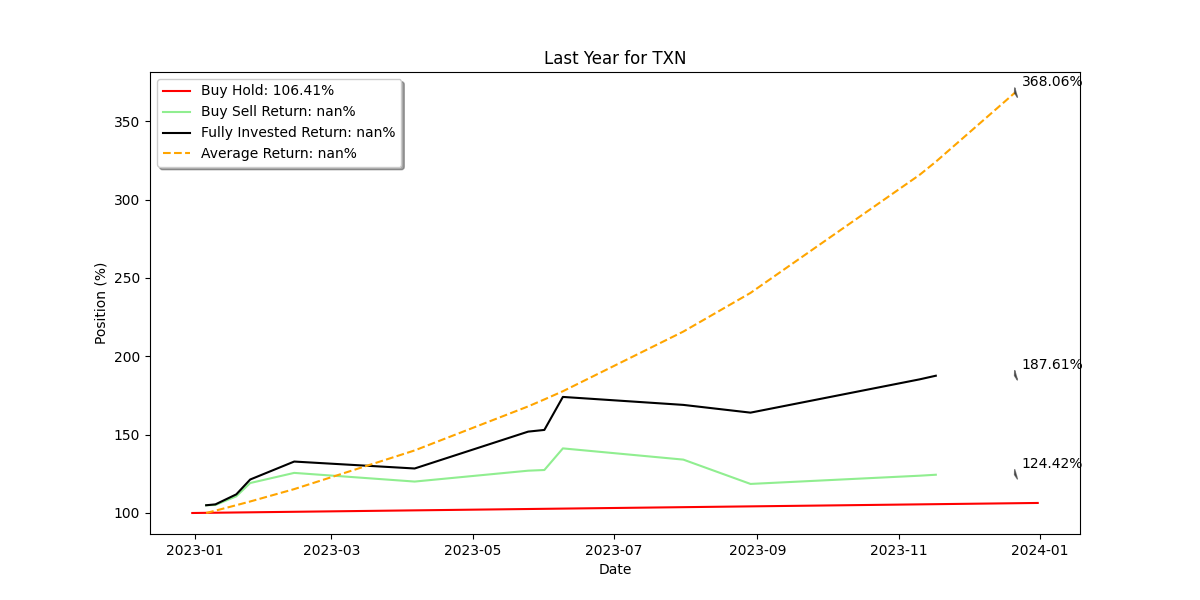 Last Year for TXN
Buy Hold: 106.41%
Buy Sell Return: nan%
Fully Invested Return: nan%
Average Return: nan%
368.06%
187.61%
124.42%
Position (%)
350
300
250
200
150
100
2023-01
2023-03
2023-05
2023-07
2023-09
2023-11
2024-01
Date